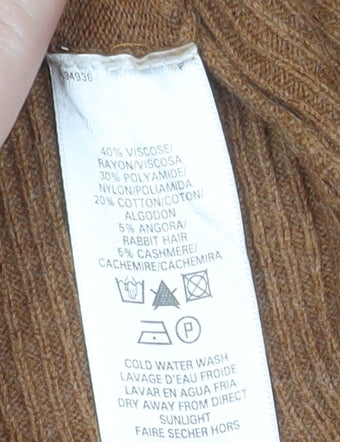 94936
P
40% VISCOSE/
RAYON/VISCOSA
30% POLYAMIDE/
NYLON/POLIAMIDA
20% COTTON/COTON/
ALGODON
5% ANGORA/
RABBIT HAIR
5% CASHMERE/
CACHEMIRE/CACHEMIRA
P
COLD WATER WASH
LAVAGE D'EAU FROIDE
LAVAR EN AGUA FRIA
DRY AWAY FROM DIRECT
SUNLIGHT
FAIRE SECHER HORS